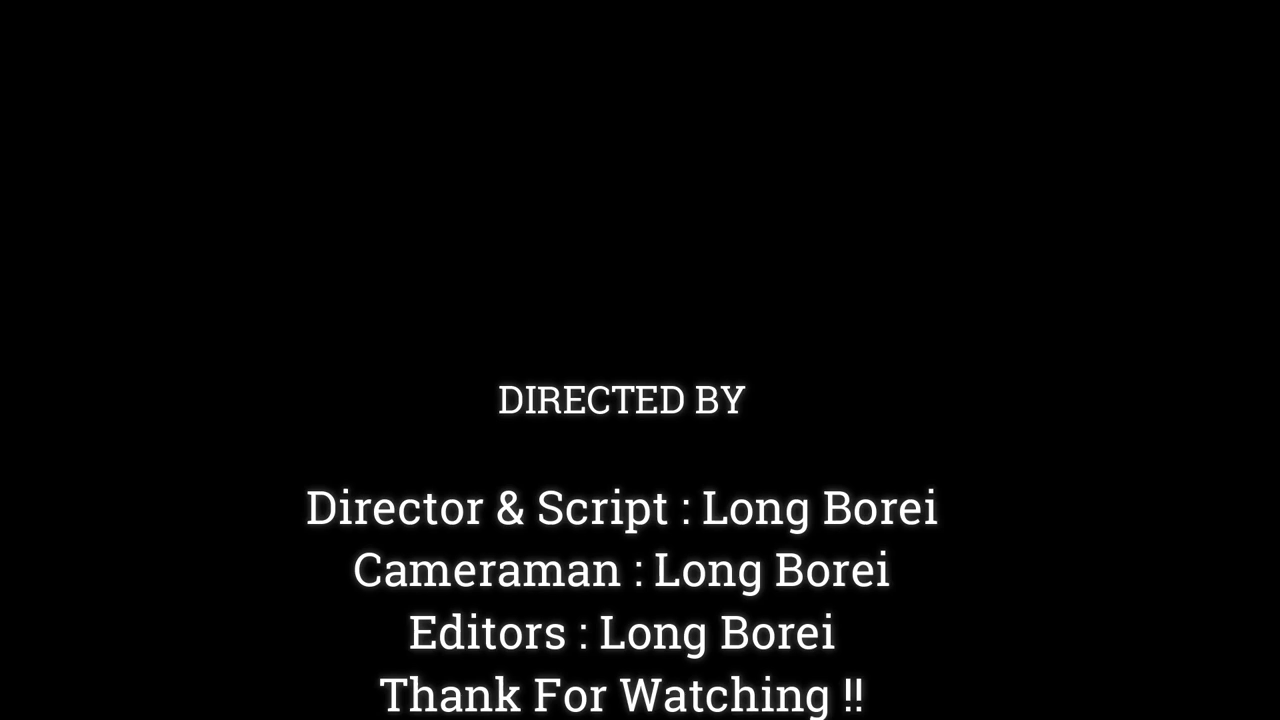 DIRECTED BY
Director & Script : Long Borei
Cameraman : Long Borei
Editors : Long Borei
Thank For Watching !!